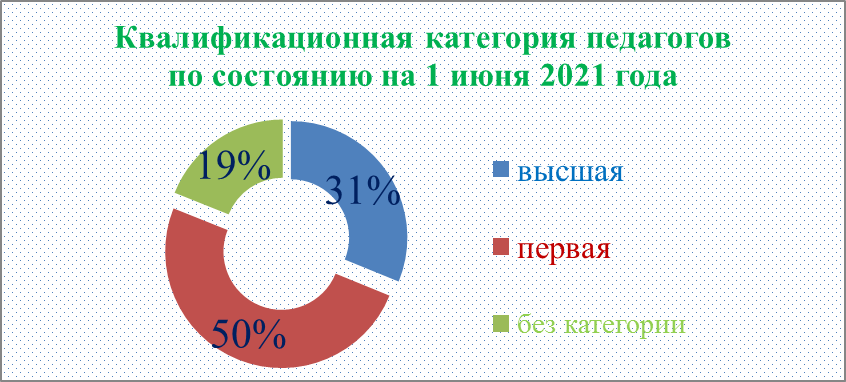 Квалификационная категория педагогов
по состоянию на 1 июня 2021 года
19%
31%
50%
высшая
первая
без категории